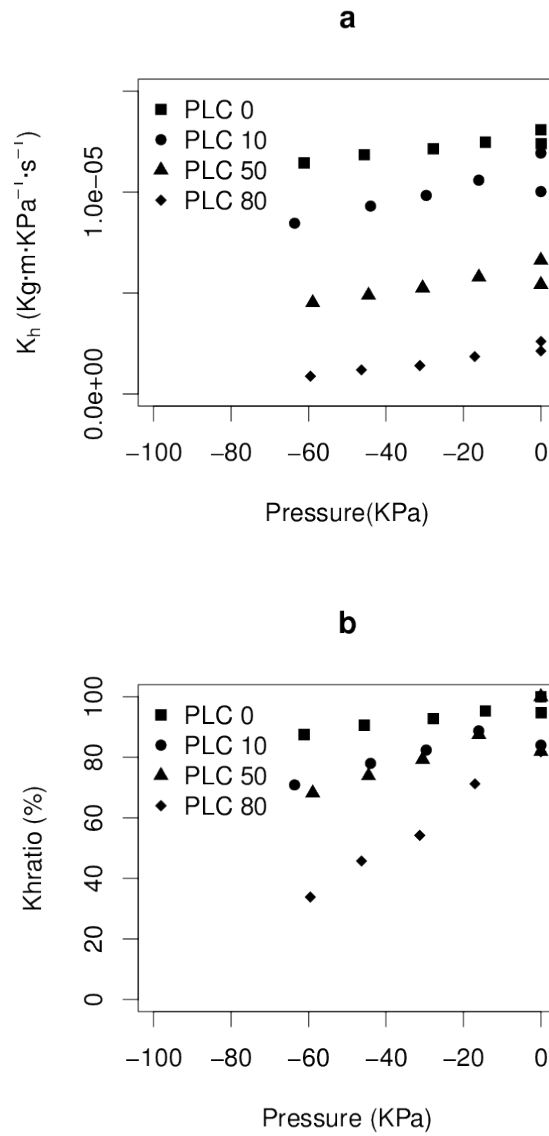 a
PLC 0
PLC 10
PLC 50
PLC 80
Kₕ (Kg·m·KPa⁻¹·s⁻¹)
1.0e−05
0.0e+00
−100 −80 −60 −40 −20 0
Pressure(KPa)
b
PLC 0
PLC 10
PLC 50
PLC 80
Khratio (%)
100
80
60
40
20
0
−100 −80 −60 −40 −20 0
Pressure (KPa)